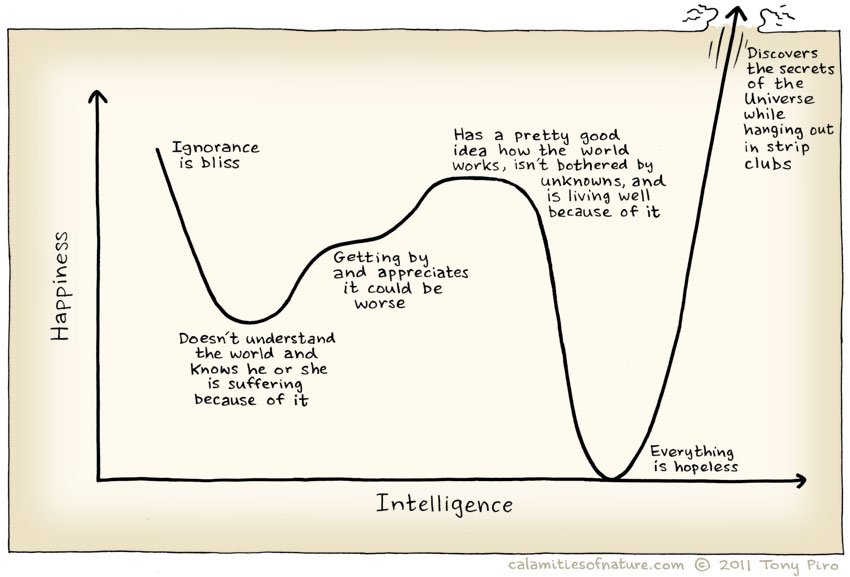 Discovers
the secrets
of the
Universe
while
hanging out
in strip
clubs
Ignorance
is bliss
Has a pretty good
idea how the world
works, isn't bothered by
unknowns, and
is living well
because of it
Getting by
and appreciates
it could be
worse
Happiness
Doesn't understand
the world and
knows he or she
is suffering
because of it
Everything
is hopeless
Intelligence
calamitiesofnature.com © 2011 Tony Piro